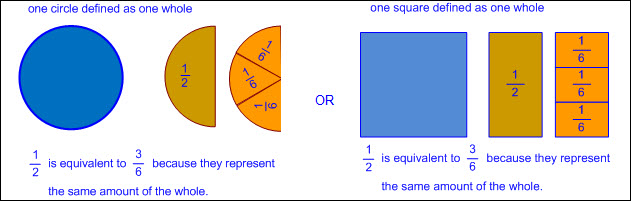 one circle defined as one whole
1/2
1/6
1/6
1/6
1/2 is equivalent to 3/6 because they represent
the same amount of the whole.
OR
one square defined as one whole
1/2
1/6
1/6
1/6
1/2 is equivalent to 3/6 because they represent
the same amount of the whole.